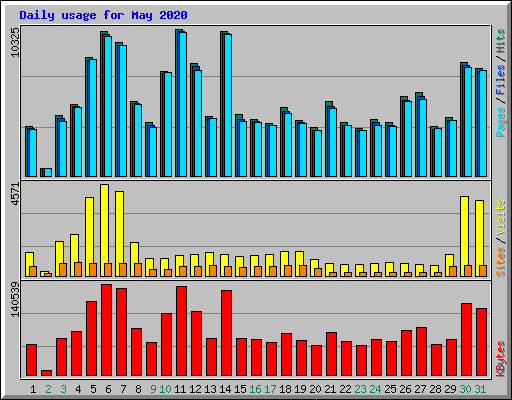 Daily usage for May 2020
10325
4571
140539
Pages / Files / Hits
Sites / Visits
KBytes
1 2 3 4 5 6 7 8 9 10 11 12 13 14 15 16 17 18 19 20 21 22 23 24 25 26 27 28 29 30 31